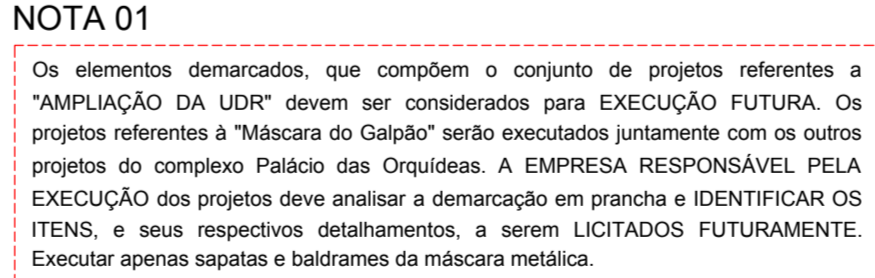 NOTA 01
Os elementos demarcados, que compõem o conjunto de projetos referentes a
"AMPLIAÇÃO DA UDR" devem ser considerados para EXECUÇÃO FUTURA. Os
projetos referentes à "Máscara do Galpão" serão executados juntamente com os outros
projetos do complexo Palácio das Orquídeas. A EMPRESA RESPONSÁVEL PELA
EXECUÇÃO dos projetos deve analisar a demarcação em prancha e IDENTIFICAR OS
ITENS, e seus respectivos detalhamentos, a serem LICITADOS FUTURAMENTE.
Executar apenas sapatas e baldrames da máscara metálica.